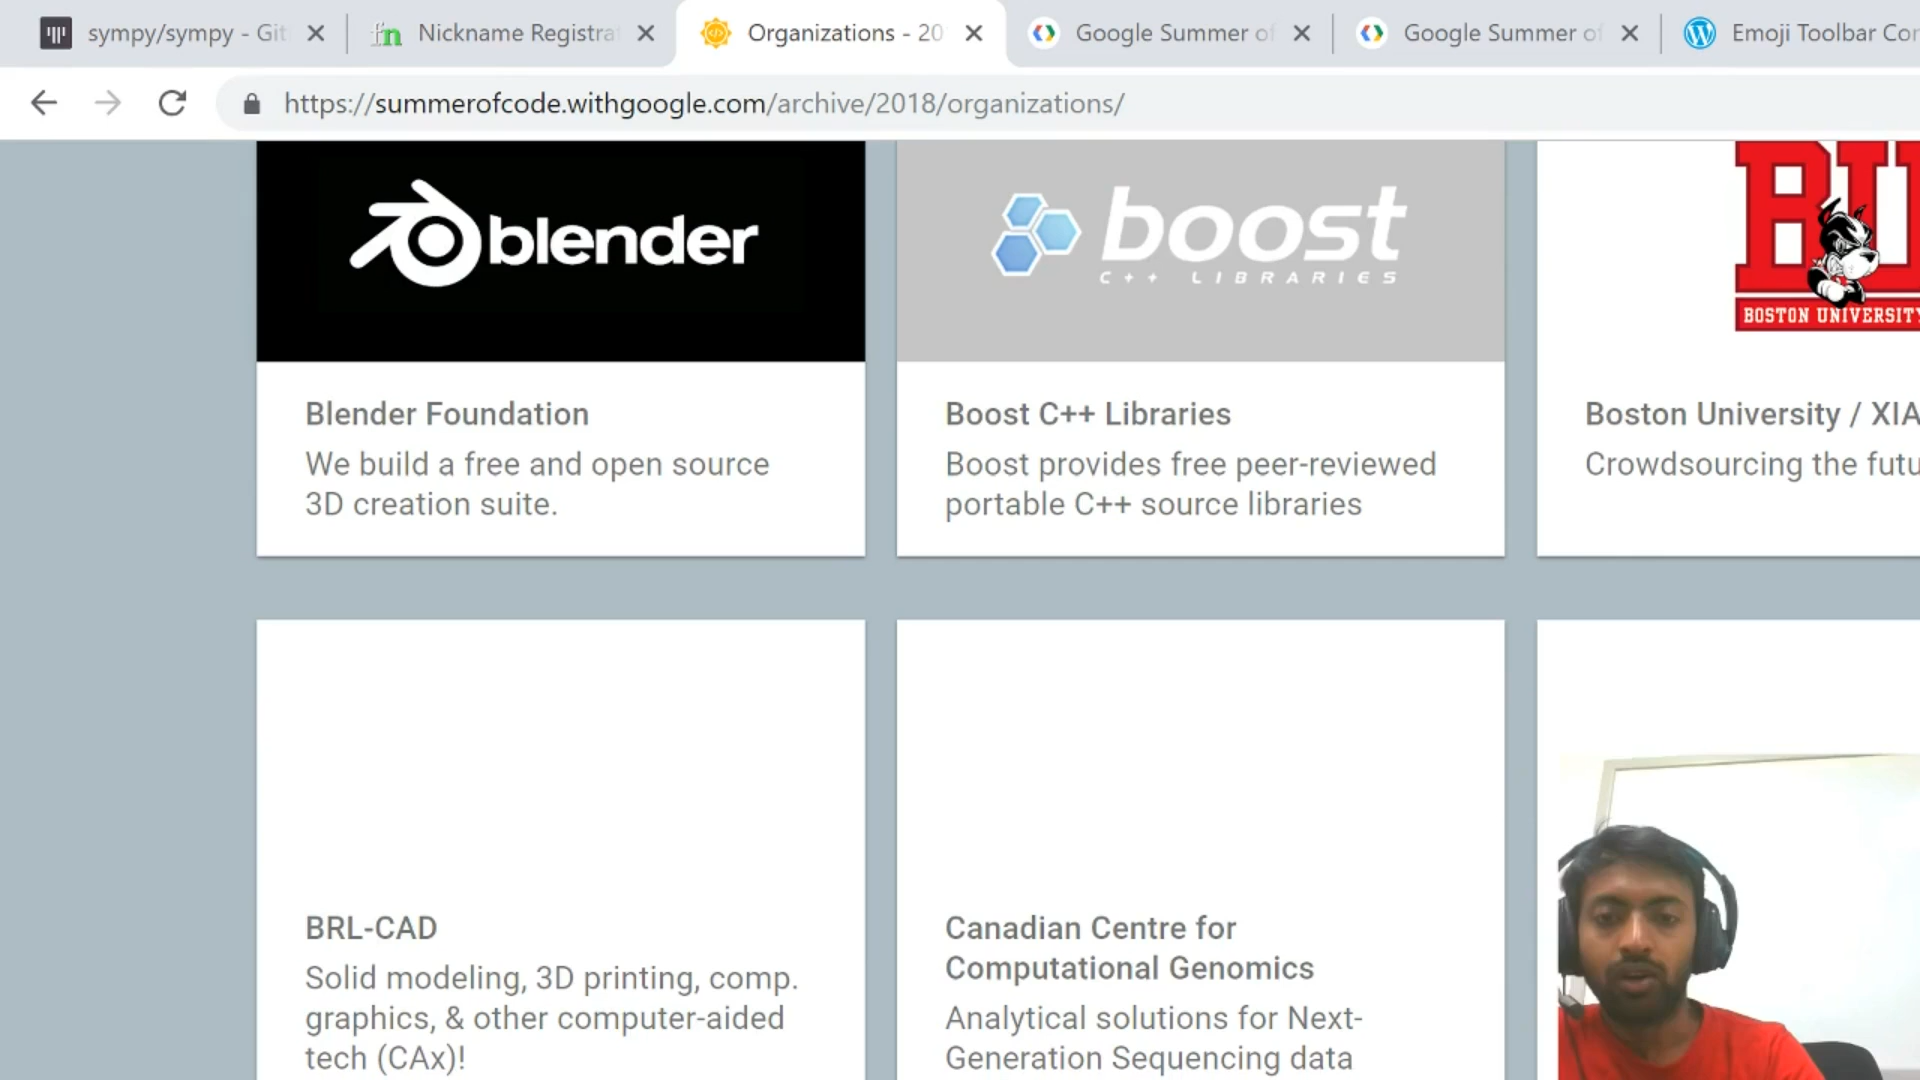 sympy/sympy - Git
Nickname Registra
Organizations - 20
Google Summer of
Google Summer of
Emoji Toolbar Con
https://summerofcode.withgoogle.com/archive/2018/organizations/
blender
boost
C++ LIBRARIES
BU
BOSTON UNIVERSITY
Blender Foundation
We build a free and open source
3D creation suite.
Boost C++ Libraries
Boost provides free peer-reviewed
portable C++ source libraries
Boston University / XIA
Crowdsourcing the futu
BRL-CAD
Solid modeling, 3D printing, comp.
graphics, & other computer-aided
tech (CAx)!
Canadian Centre for
Computational Genomics
Analytical solutions for Next-
Generation Sequencing data